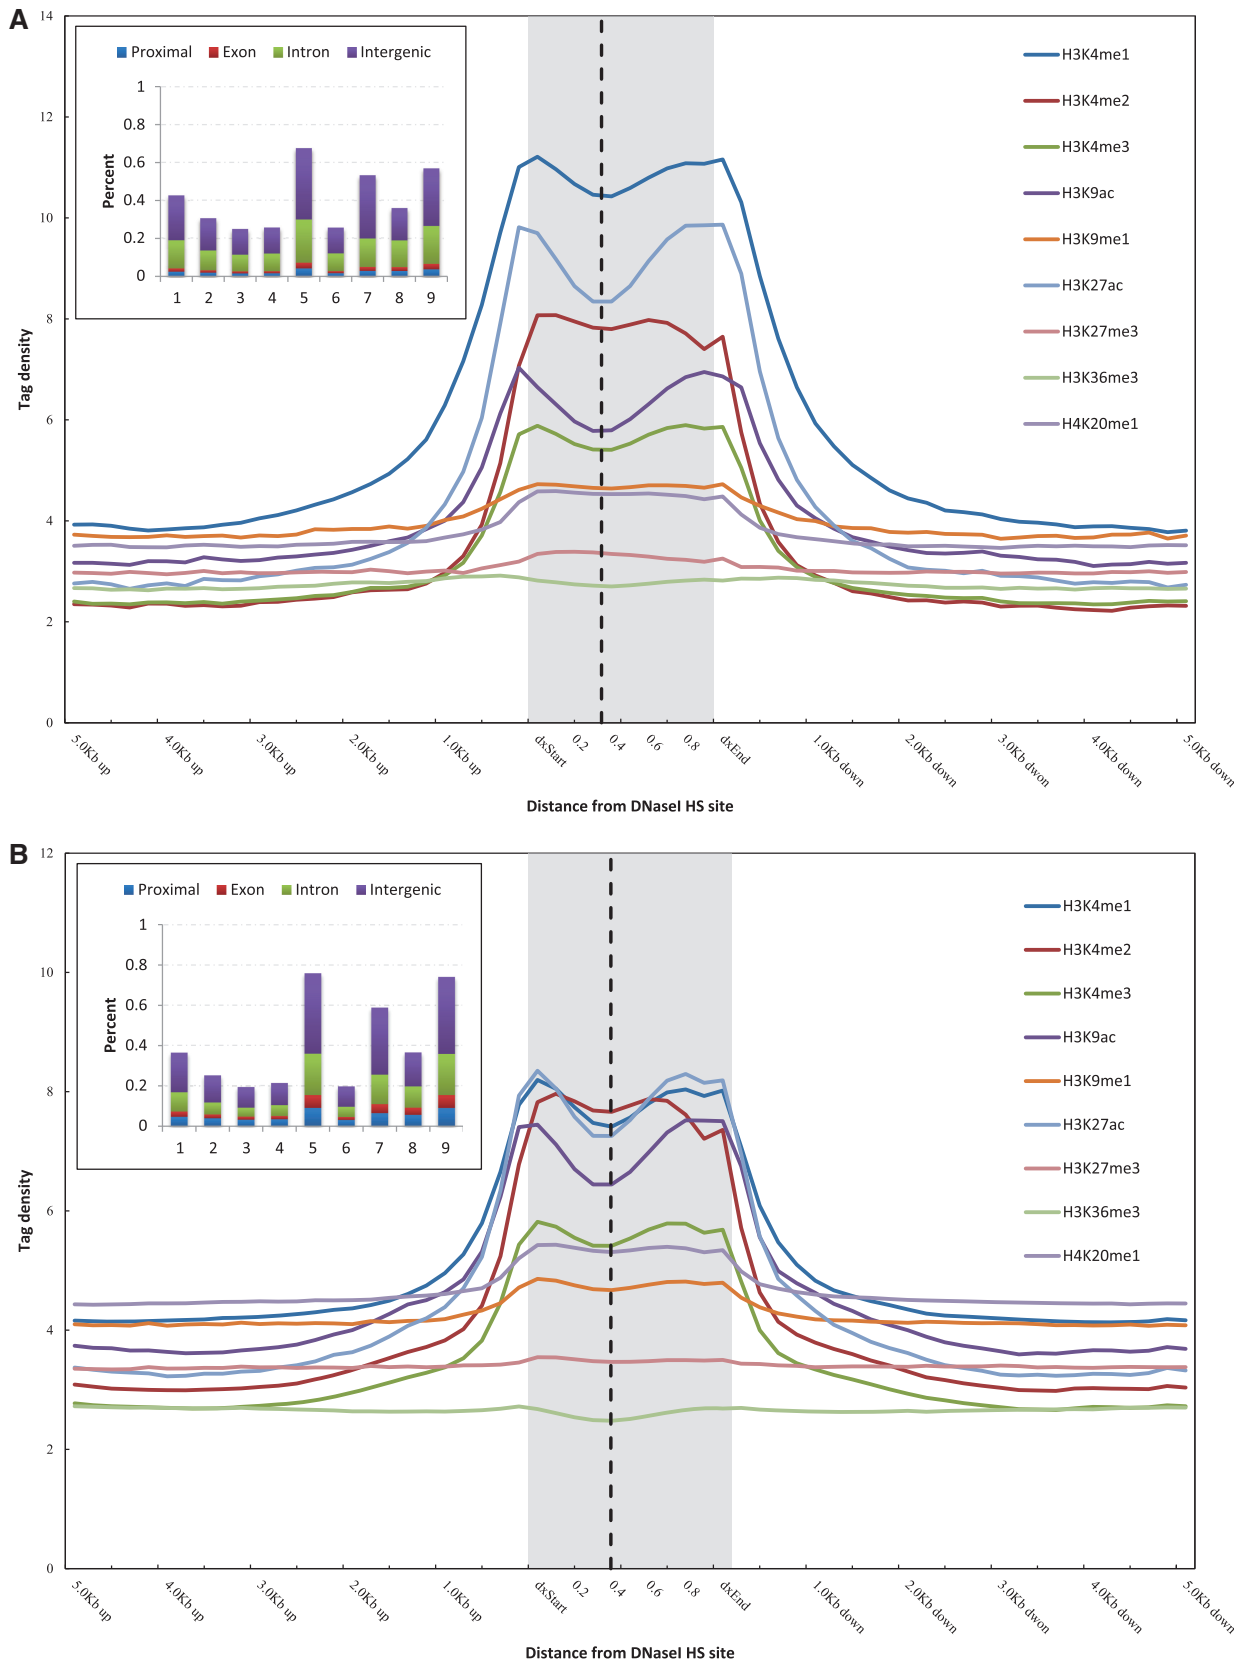 A
14
12
10
8
6
4
2
0
Tag density
Proximal Exon Intron Intergenic
1
0.8
0.6
0.4
0.2
0
Percent
1 2 3 4 5 6 7 8 9
H3K4me1
H3K4me2
H3K4me3
H3K9ac
H3K9me1
H3K27ac
H3K27me3
H3K36me3
H4K20me1
5.0Kb up 4.0Kb up 3.0Kb up 2.0Kb up 1.0Kb up dxStart 0.2 0.4 0.6 0.8 dxEnd 1.0Kb down 2.0Kb down 3.0Kb dwon 4.0Kb down 5.0Kb down
Distance from DNaseI HS site
B
12
10
8
6
4
2
0
Tag density
Proximal Exon Intron Intergenic
1
0.8
0.6
0.4
0.2
0
Percent
1 2 3 4 5 6 7 8 9
H3K4me1
H3K4me2
H3K4me3
H3K9ac
H3K9me1
H3K27ac
H3K27me3
H3K36me3
H4K20me1
5.0Kb up 4.0Kb up 3.0Kb up 2.0Kb up 1.0Kb up dxStart 0.2 0.4 0.6 0.8 dxEnd 1.0Kb down 2.0Kb down 3.0Kb dwon 4.0Kb down 5.0Kb down
Distance from DNaseI HS site